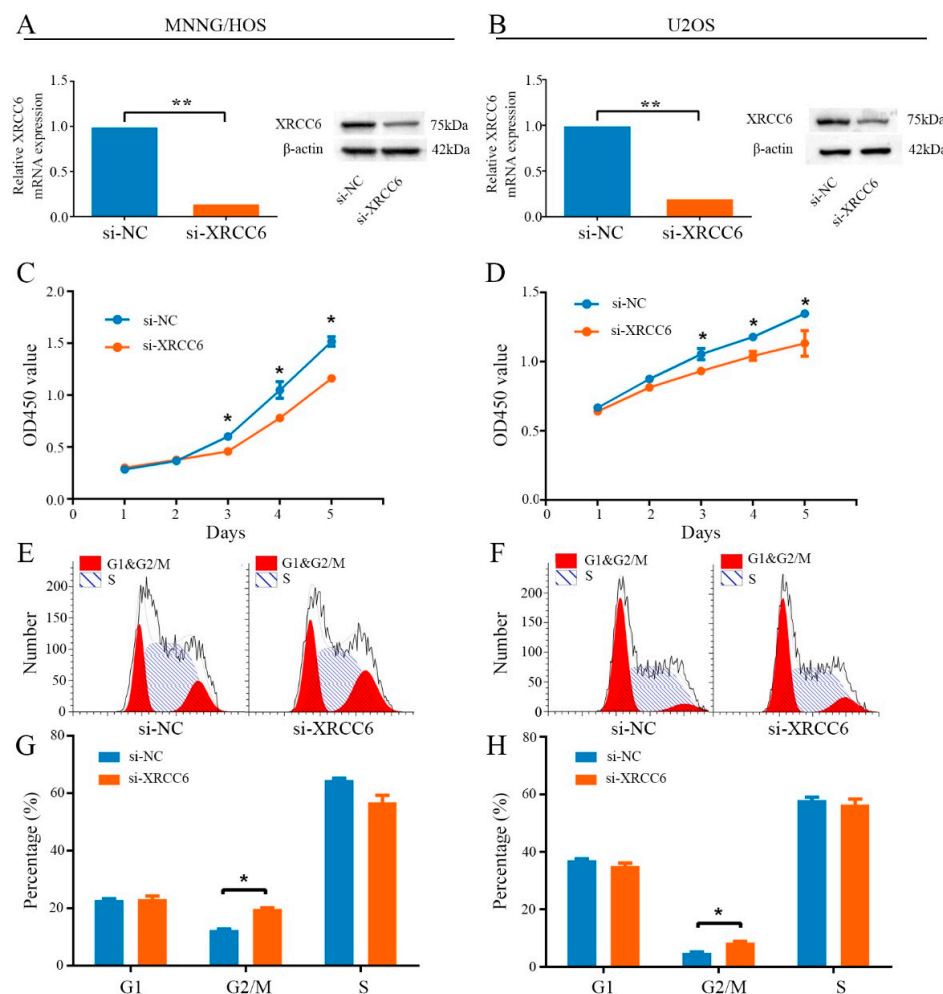 A MNNG/HOS
B U2OS
Relative XRCC6
mRNA expression
1.5
1.0
0.5
0.0
**
si-NC si-XRCC6
XRCC6 75kDa
β-actin 42kDa
si-NC
si-XRCC6
Relative XRCC6
mRNA expression
1.5
1.0
0.5
0.0
**
si-NC si-XRCC6
XRCC6 75kDa
β-actin 42kDa
si-NC
si-XRCC6
C
OD450 value
2.0
1.5
1.0
0.5
0.0
si-NC
si-XRCC6
* * *
0 1 2 3 4 5
Days
D
OD450 value
1.5
1.0
0.5
0.0
si-NC
si-XRCC6
* * *
0 1 2 3 4 5
Days
E
G1&G2/M
S
G1&G2/M
S
Number
200
150
100
50
0
si-NC si-XRCC6
F
G1&G2/M
S
G1&G2/M
S
Number
250
200
150
100
50
0
si-NC si-XRCC6
G
Percentage (%)
80
60
40
20
0
si-NC
si-XRCC6
*
G1 G2/M S
H
Percentage (%)
80
60
40
20
0
si-NC
si-XRCC6
*
G1 G2/M S